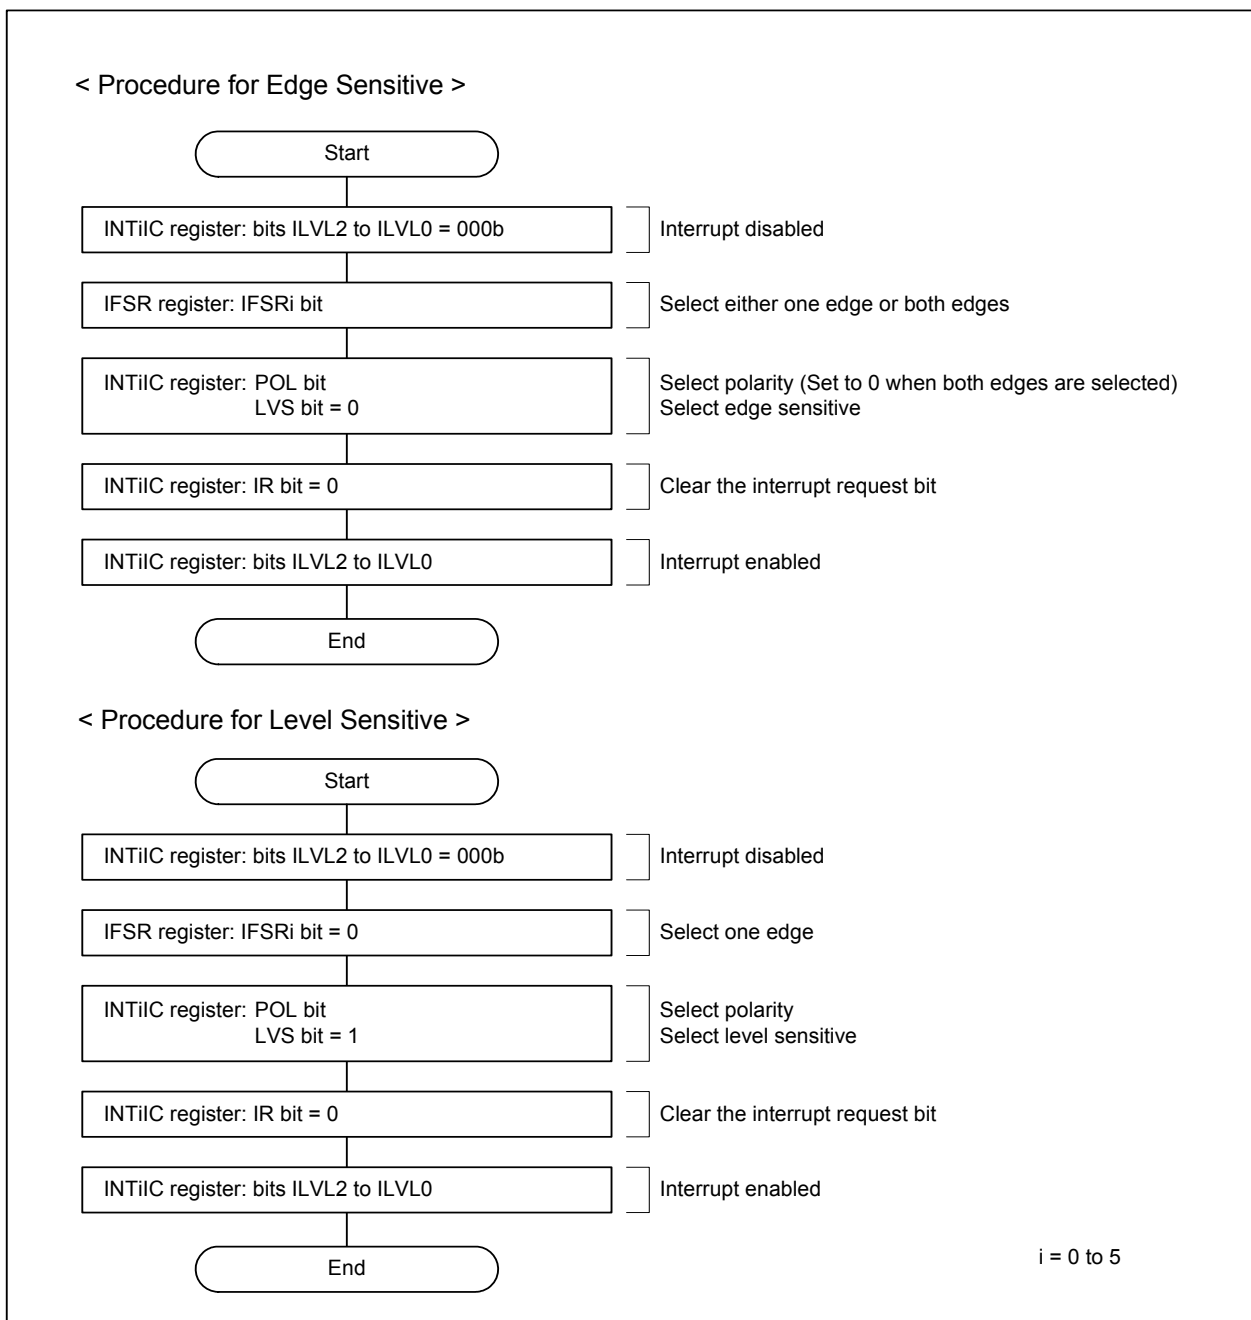 < Procedure for Edge Sensitive >
Start
INTiIC register: bits ILVL2 to ILVL0 = 000b
Interrupt disabled
IFSR register: IFSRi bit
Select either one edge or both edges
INTiIC register: POL bit
LVS bit = 0
Select polarity (Set to 0 when both edges are selected)
Select edge sensitive
INTiIC register: IR bit = 0
Clear the interrupt request bit
INTiIC register: bits ILVL2 to ILVL0
Interrupt enabled
End
< Procedure for Level Sensitive >
Start
INTiIC register: bits ILVL2 to ILVL0 = 000b
Interrupt disabled
IFSR register: IFSRi bit = 0
Select one edge
INTiIC register: POL bit
LVS bit = 1
Select polarity
Select level sensitive
INTiIC register: IR bit = 0
Clear the interrupt request bit
INTiIC register: bits ILVL2 to ILVL0
Interrupt enabled
End
i = 0 to 5